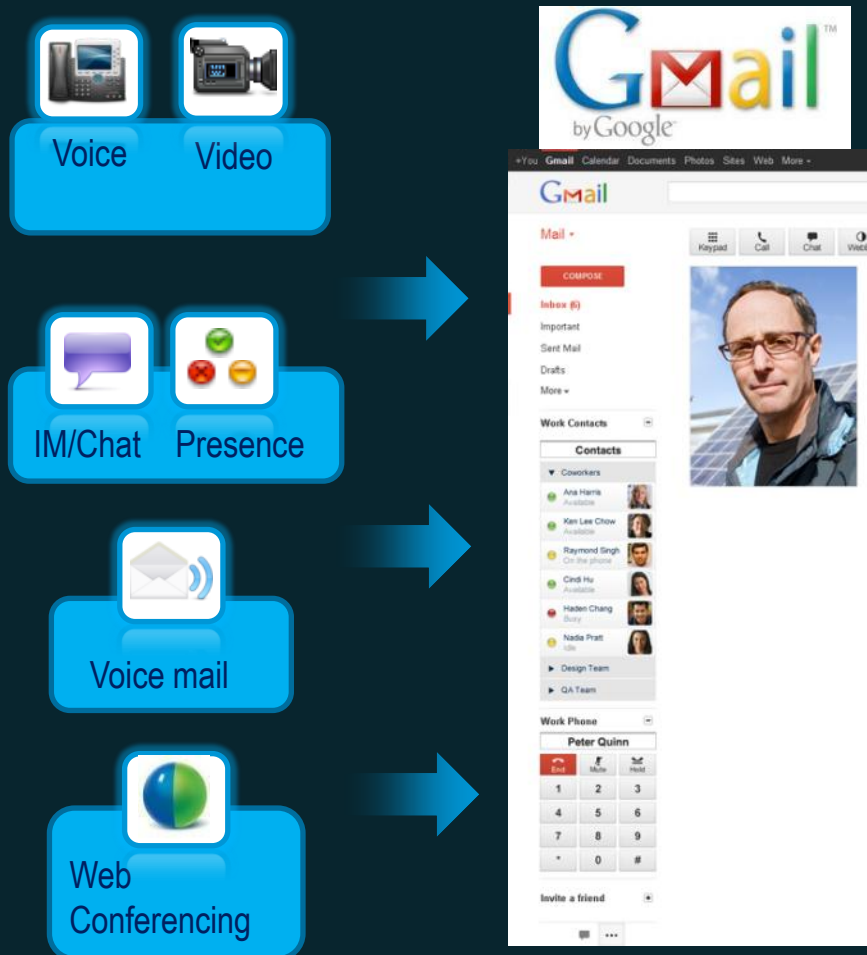 Voice
Video
IM/Chat
Presence
Voice mail
Web
Conferencing
GMail™
by Google
+You Gmail Calendar Documents Photos Sites Web More
GMail
Mail
COMPOSE
Inbox (6)
Important
Sent Mail
Drafts
More
Keypad
Call
Chat
Work Contacts
Contacts
Coworkers
Ana Harris
Available
Ken Lee Chow
Available
Raymond Singh
On the phone
Cindi Hu
Available
Haden Chang
Busy
Nadia Pratt
Idle
Design Team
QA Team
Work Phone
Peter Quinn
End Mute Hold
1 2 3
4 5 6
7 8 9
* 0 #
Invite a friend